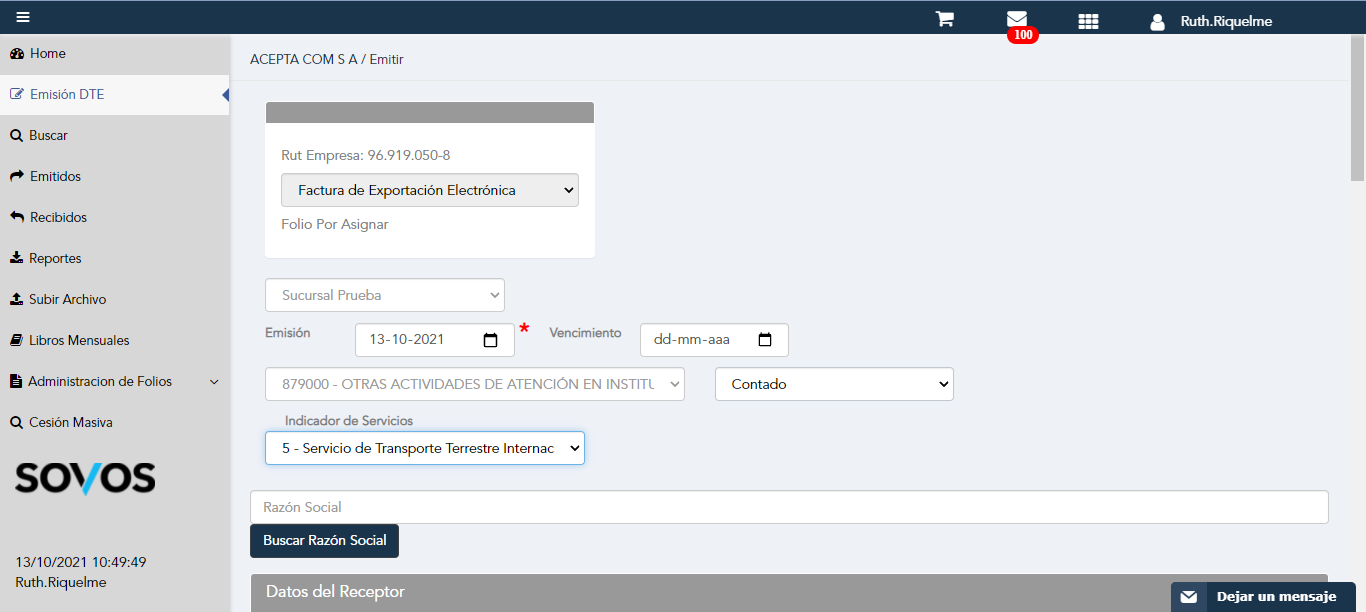 Ruth.Riquelme
100
Home
Emisión DTE
Buscar
Emitidos
Recibidos
Reportes
Subir Archivo
Libros Mensuales
Administracion de Folios
Cesión Masiva
SOVOS
13/10/2021 10:49:49
Ruth.Riquelme
ACEPTA COM S A / Emitir
Rut Empresa: 96.919.050-8
Factura de Exportación Electrónica
Folio Por Asignar
Sucursal Prueba
Emisión 13-10-2021 * Vencimiento dd-mm-aaa
879000 - OTRAS ACTIVIDADES DE ATENCIÓN EN INSTITU Contado
Indicador de Servicios
5 - Servicio de Transporte Terrestre Internac
Razón Social
Buscar Razón Social
Datos del Receptor
Dejar un mensaje